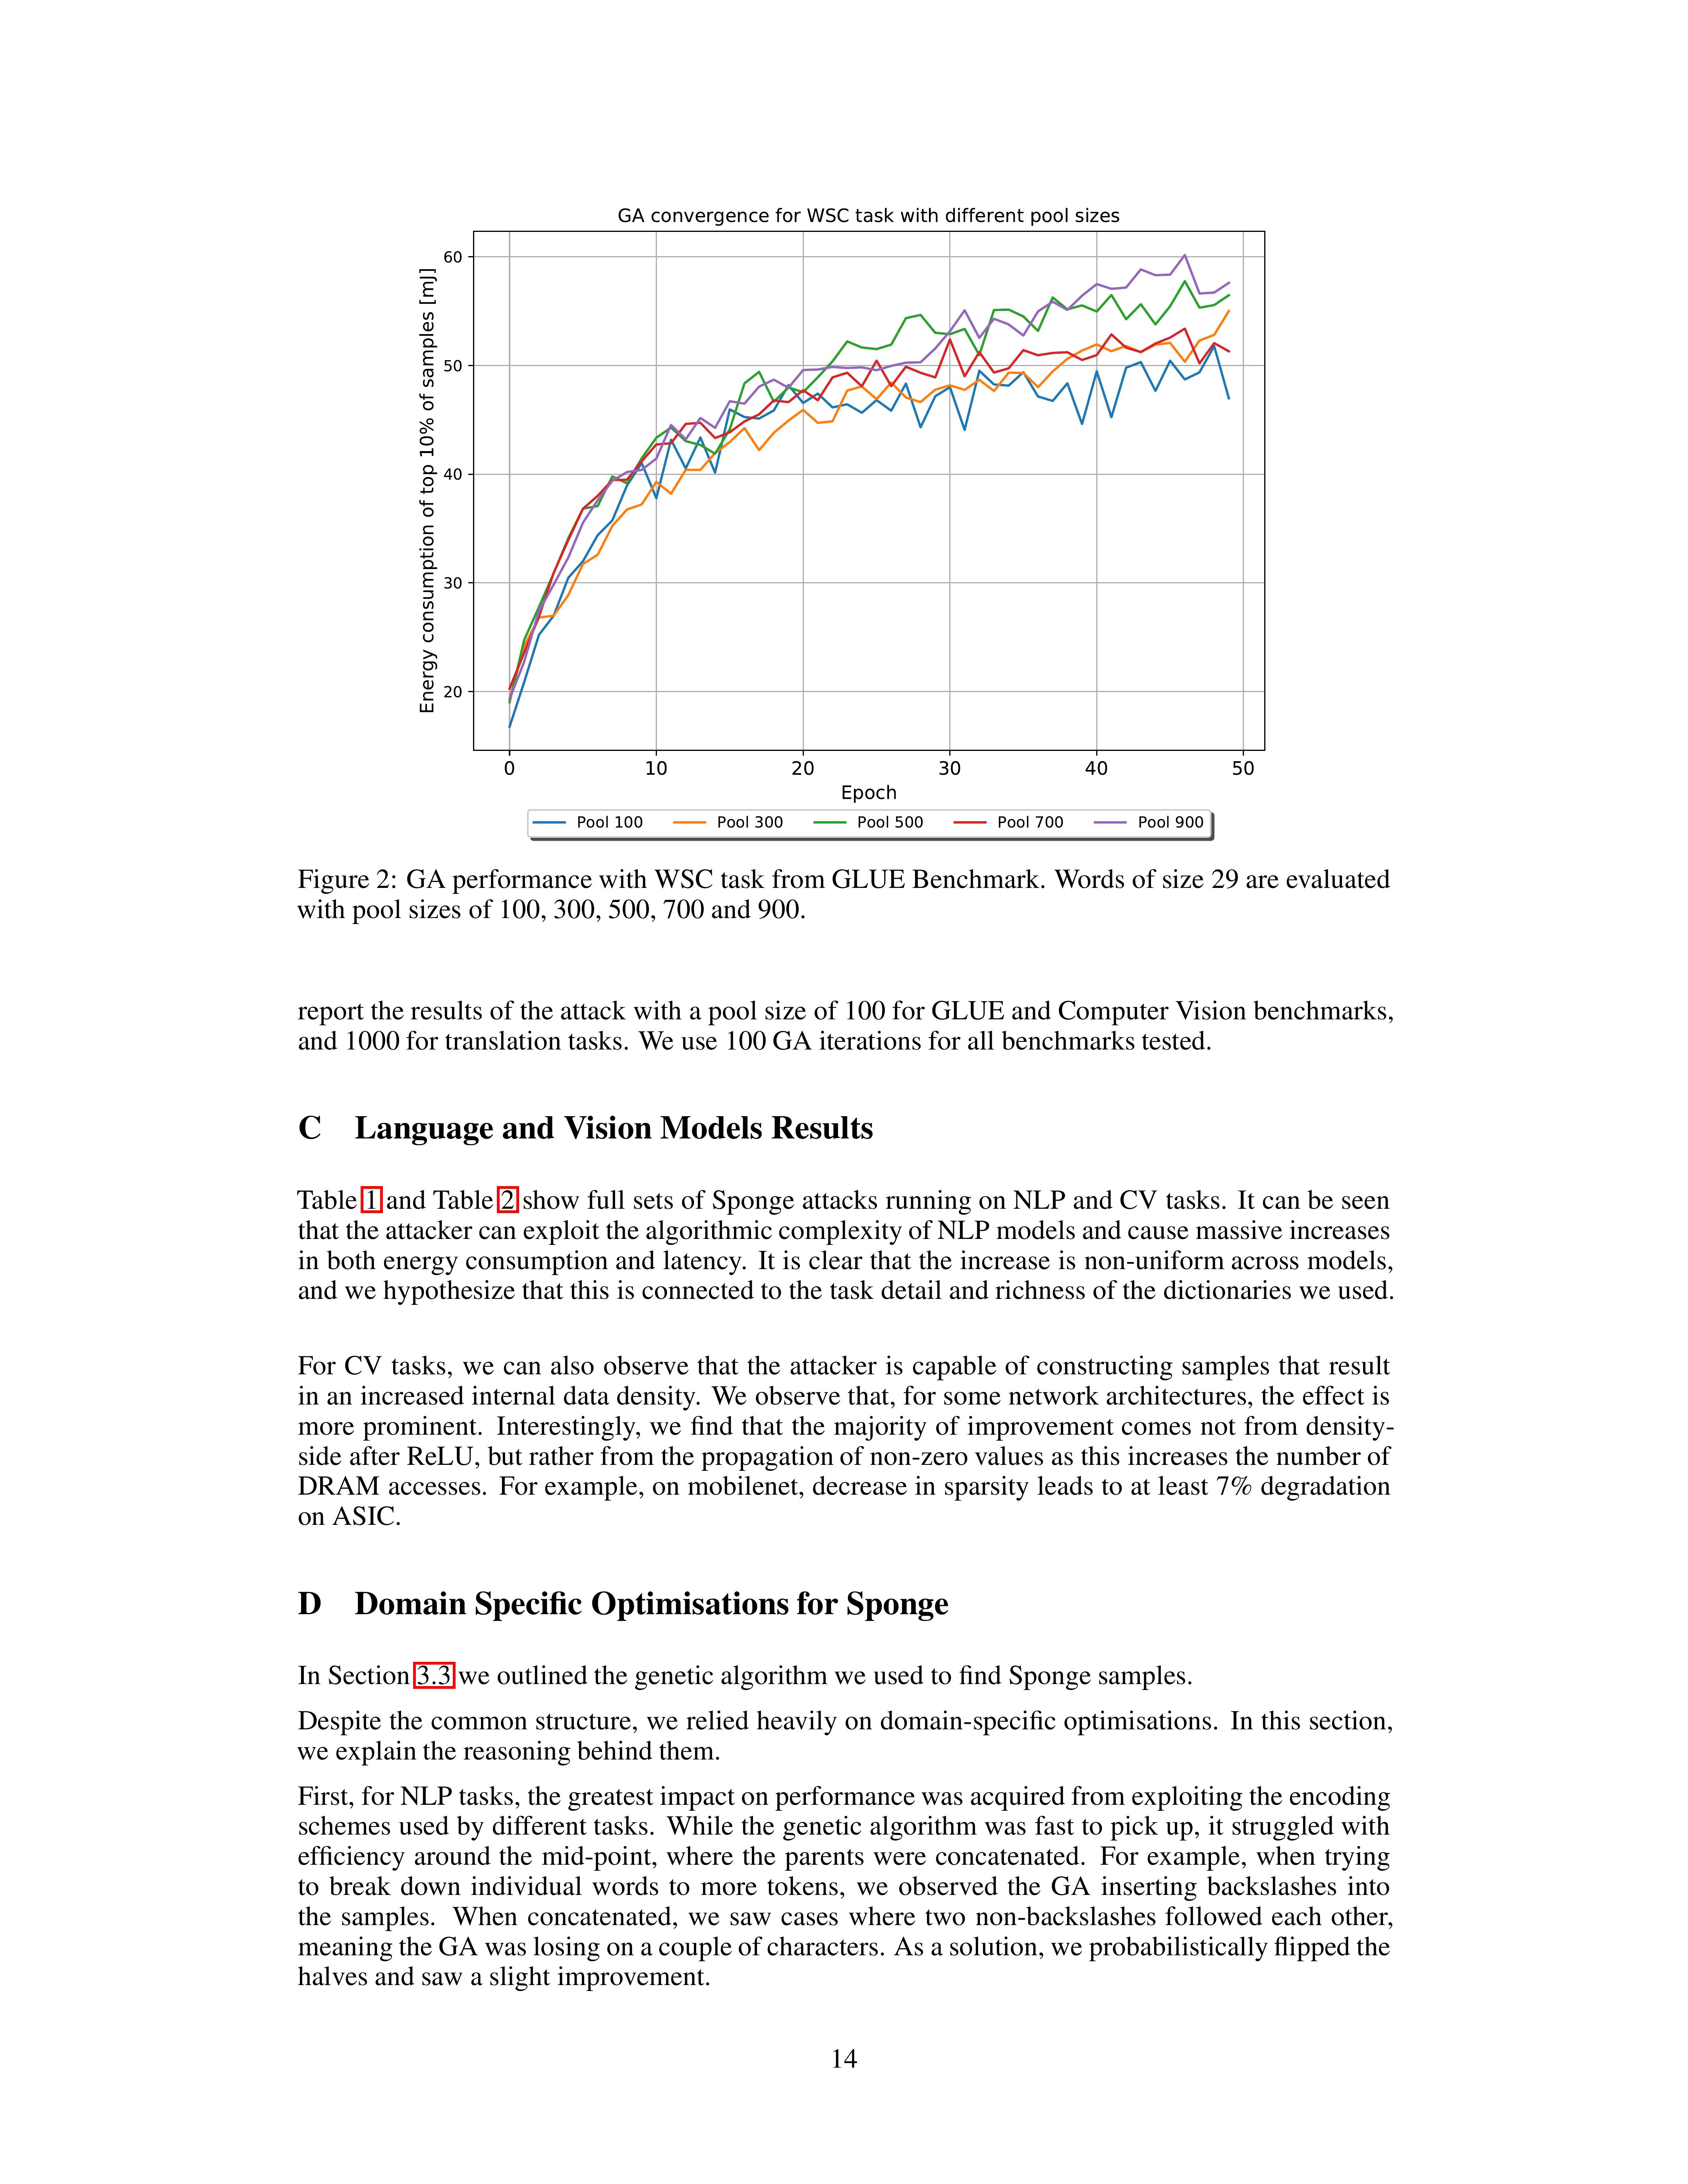 GA convergence for WSC task with different pool sizes
Energy consumption of top 10% of samples [mJ]
60
50
40
30
20
0 10 20 30 40 50
Epoch
Pool 100 Pool 300 Pool 500 Pool 700 Pool 900
Figure 2: GA performance with WSC task from GLUE Benchmark. Words of size 29 are evaluated
with pool sizes of 100, 300, 500, 700 and 900.
report the results of the attack with a pool size of 100 for GLUE and Computer Vision benchmarks,
and 1000 for translation tasks. We use 100 GA iterations for all benchmarks tested.
C Language and Vision Models Results
Table 1 and Table 2 show full sets of Sponge attacks running on NLP and CV tasks. It can be seen
that the attacker can exploit the algorithmic complexity of NLP models and cause massive increases
in both energy consumption and latency. It is clear that the increase is non-uniform across models,
and we hypothesize that this is connected to the task detail and richness of the dictionaries we used.
For CV tasks, we can also observe that the attacker is capable of constructing samples that result
in an increased internal data density. We observe that, for some network architectures, the effect is
more prominent. Interestingly, we find that the majority of improvement comes not from density-
side after ReLU, but rather from the propagation of non-zero values as this increases the number of
DRAM accesses. For example, on mobilenet, decrease in sparsity leads to at least 7% degradation
on ASIC.
D Domain Specific Optimisations for Sponge
In Section 3.3 we outlined the genetic algorithm we used to find Sponge samples.
Despite the common structure, we relied heavily on domain-specific optimisations. In this section,
we explain the reasoning behind them.
First, for NLP tasks, the greatest impact on performance was acquired from exploiting the encoding
schemes used by different tasks. While the genetic algorithm was fast to pick up, it struggled with
efficiency around the mid-point, where the parents were concatenated. For example, when trying
to break down individual words to more tokens, we observed the GA inserting backslashes into
the samples. When concatenated, we saw cases where two non-backslashes followed each other,
meaning the GA was losing on a couple of characters. As a solution, we probabilistically flipped the
halves and saw a slight improvement.
14